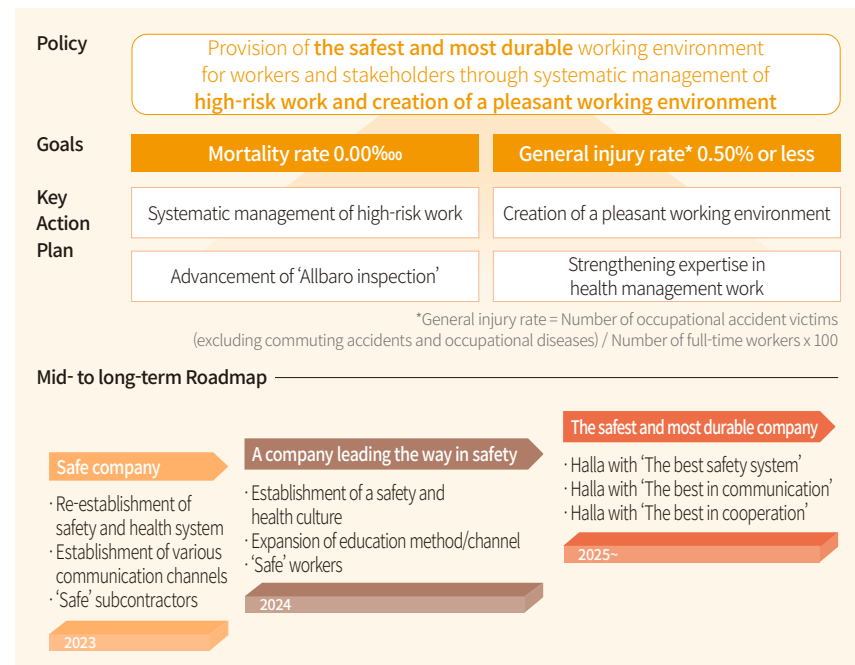 Policy
Provision of the safest and most durable working environment
for workers and stakeholders through systematic management of
high-risk work and creation of a pleasant working environment
Goals
Mortality rate 0.00‱
General injury rate* 0.50% or less
Key
Action
Plan
Systematic management of high-risk work
Creation of a pleasant working environment
Advancement of ‘Allbaro inspection’
Strengthening expertise in
health management work
*General injury rate = Number of occupational accident victims
(excluding commuting accidents and occupational diseases) / Number of full-time workers x 100
Mid- to long-term Roadmap
Safe company
· Re-establishment of
safety and health system
· Establishment of various
communication channels
· ‘Safe’ subcontractors
2023
A company leading the way in safety
· Establishment of a safety and
health culture
· Expansion of education method/channel
· ‘Safe’ workers
2024
The safest and most durable company
· Halla with ‘The best safety system’
· Halla with ‘The best in communication’
· Halla with ‘The best in cooperation’
2025~